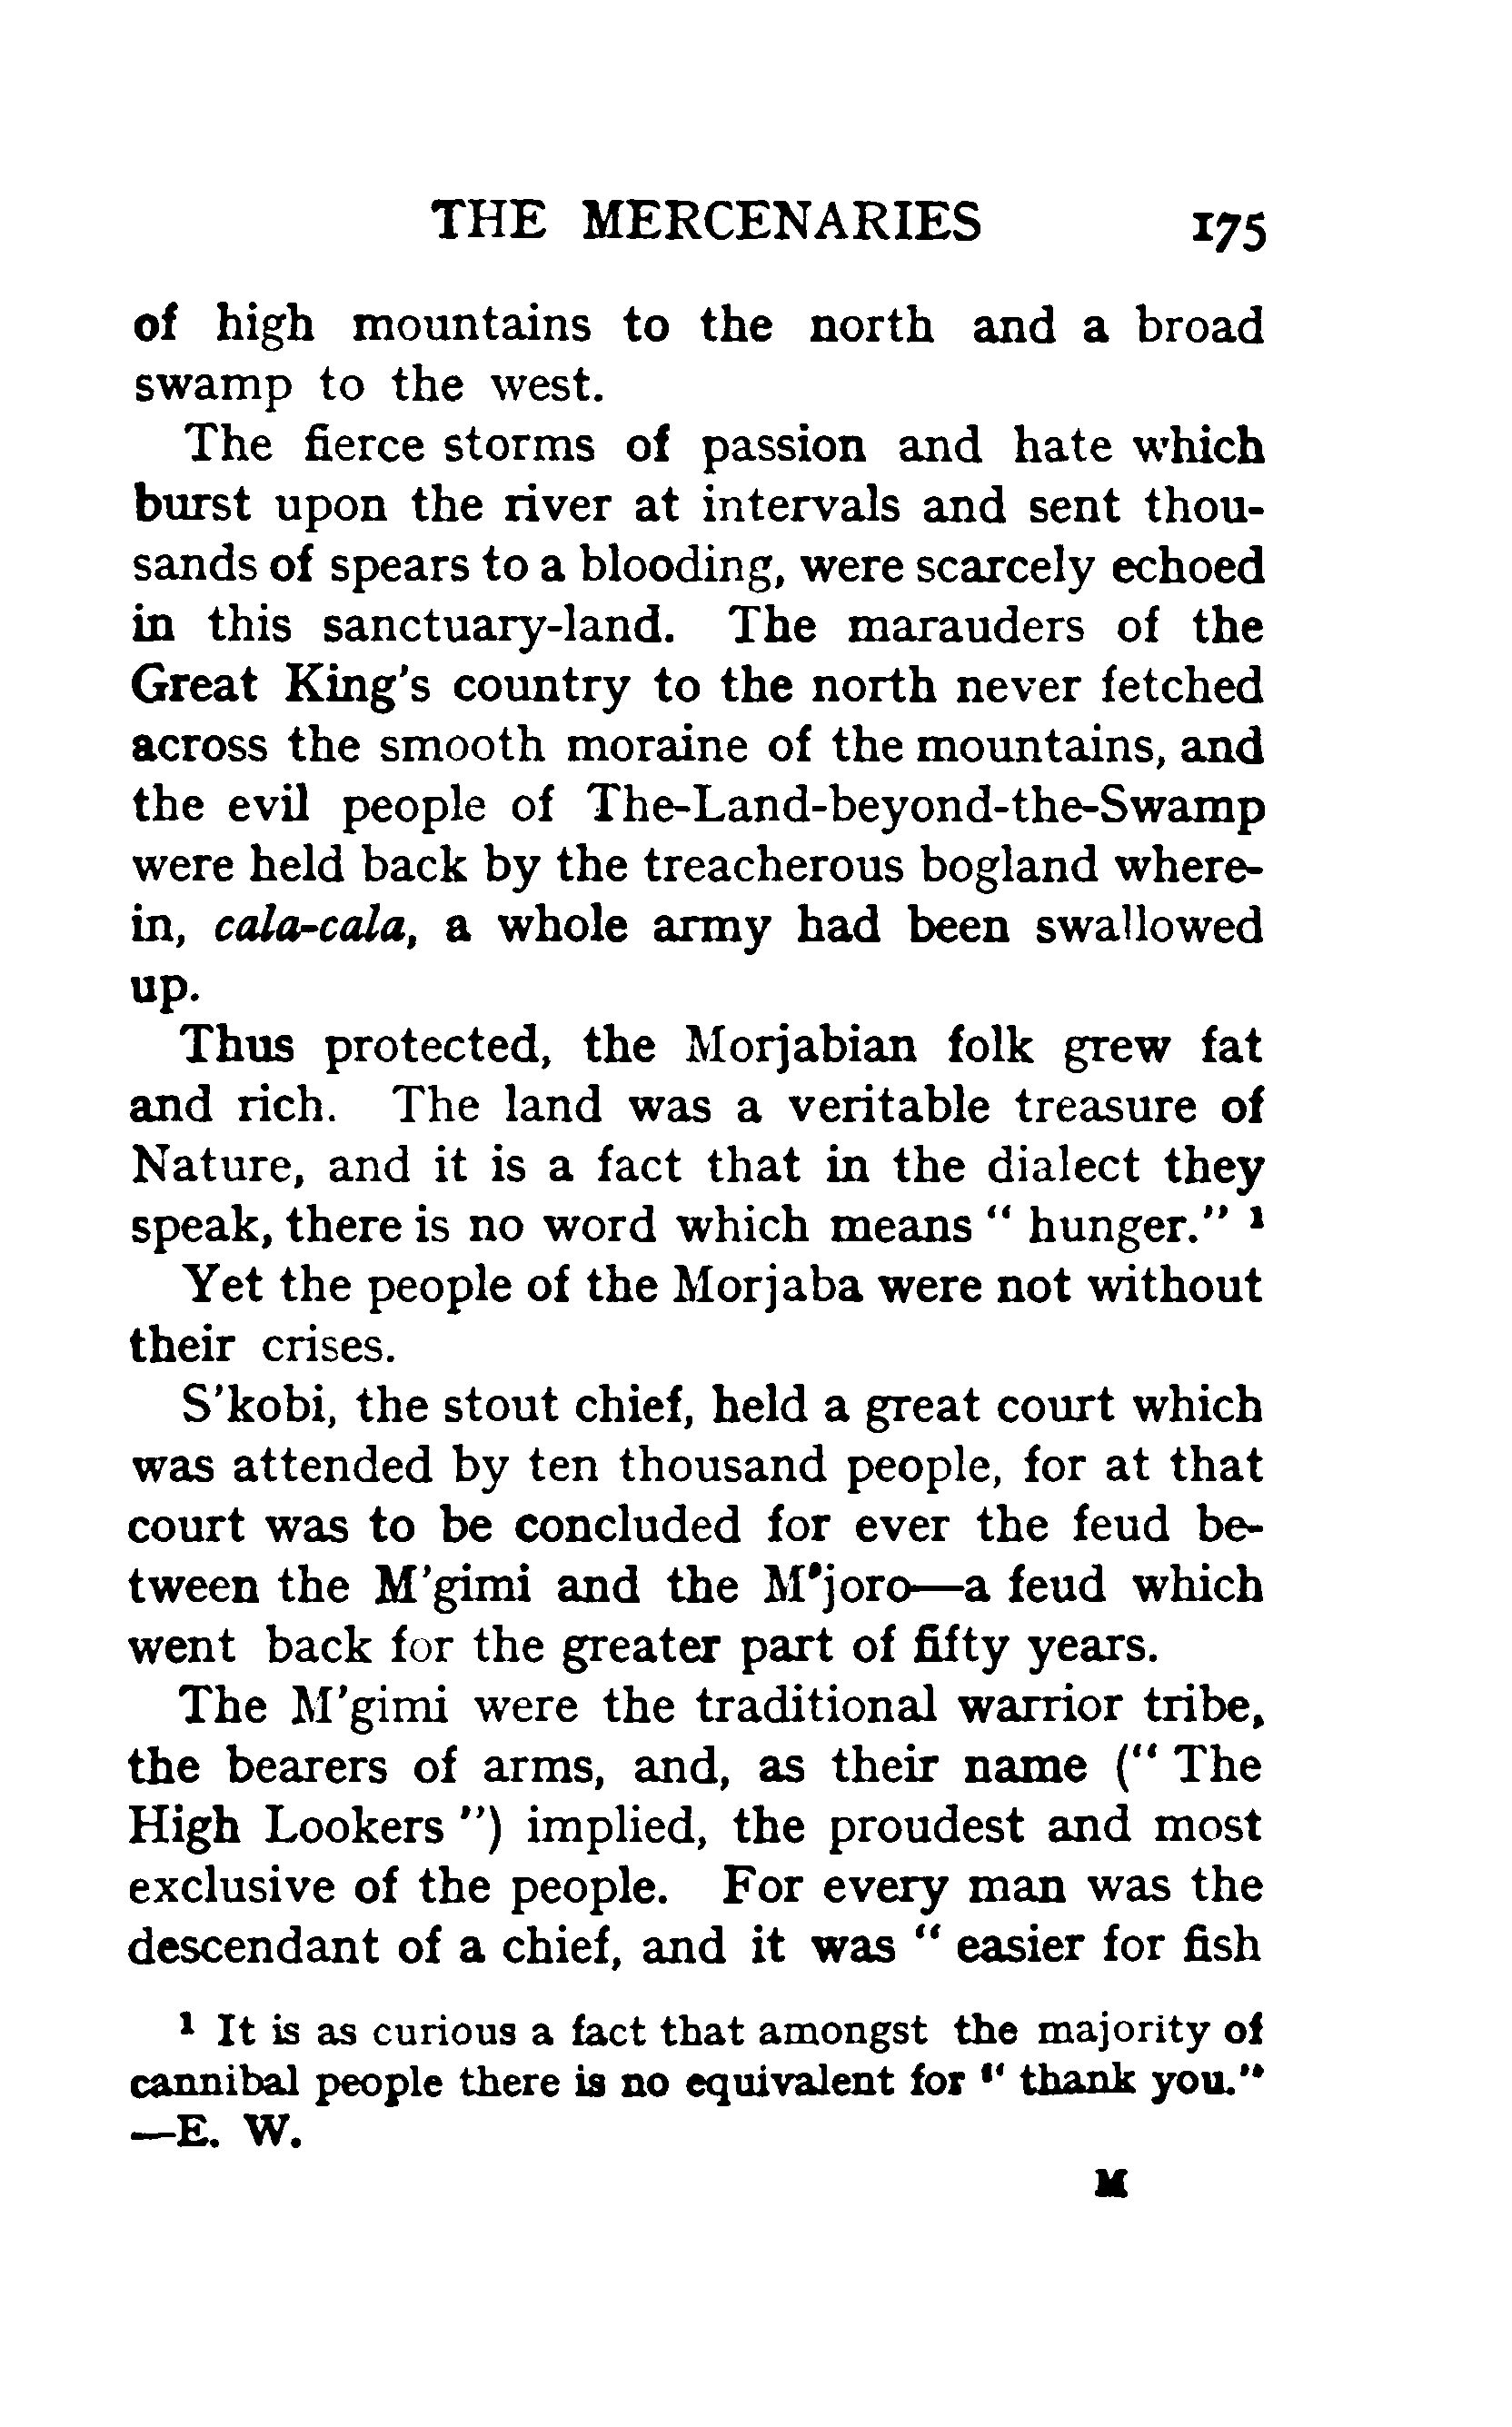 THE MERCENARIES 175
of high mountains to the north and a broad
swamp to the west.
The fierce storms of passion and hate which
burst upon the river at intervals and sent thou-
sands of spears to a blooding, were scarcely echoed
in this sanctuary-land. The marauders of the
Great King's country to the north never fetched
across the smooth moraine of the mountains, and
the evil people of The-Land-beyond-the-Swamp
were held back by the treacherous bogland where-
in, cala-cala, a whole army had been swallowed
up.
Thus protected, the Morjabian folk grew fat
and rich. The land was a veritable treasure of
Nature, and it is a fact that in the dialect they
speak, there is no word which means " hunger." ¹
Yet the people of the Morjaba were not without
their crises.
S'kobi, the stout chief, held a great court which
was attended by ten thousand people, for at that
court was to be concluded for ever the feud be-
tween the M'gimi and the M'joro—a feud which
went back for the greater part of fifty years.
The M'gimi were the traditional warrior tribe,
the bearers of arms, and, as their name (" The
High Lookers ") implied, the proudest and most
exclusive of the people. For every man was the
descendant of a chief, and it was " easier for fish
¹ It is as curious a fact that amongst the majority of
cannibal people there is no equivalent for " thank you."
—E. W.
M